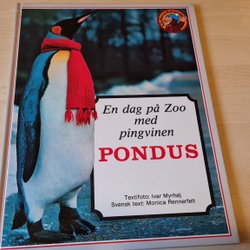 En dag på Zoo
med
pingvinen
PONDUS
Text/foto: Ivar Myrhøj
Svensk text: Monica Rennerfelt